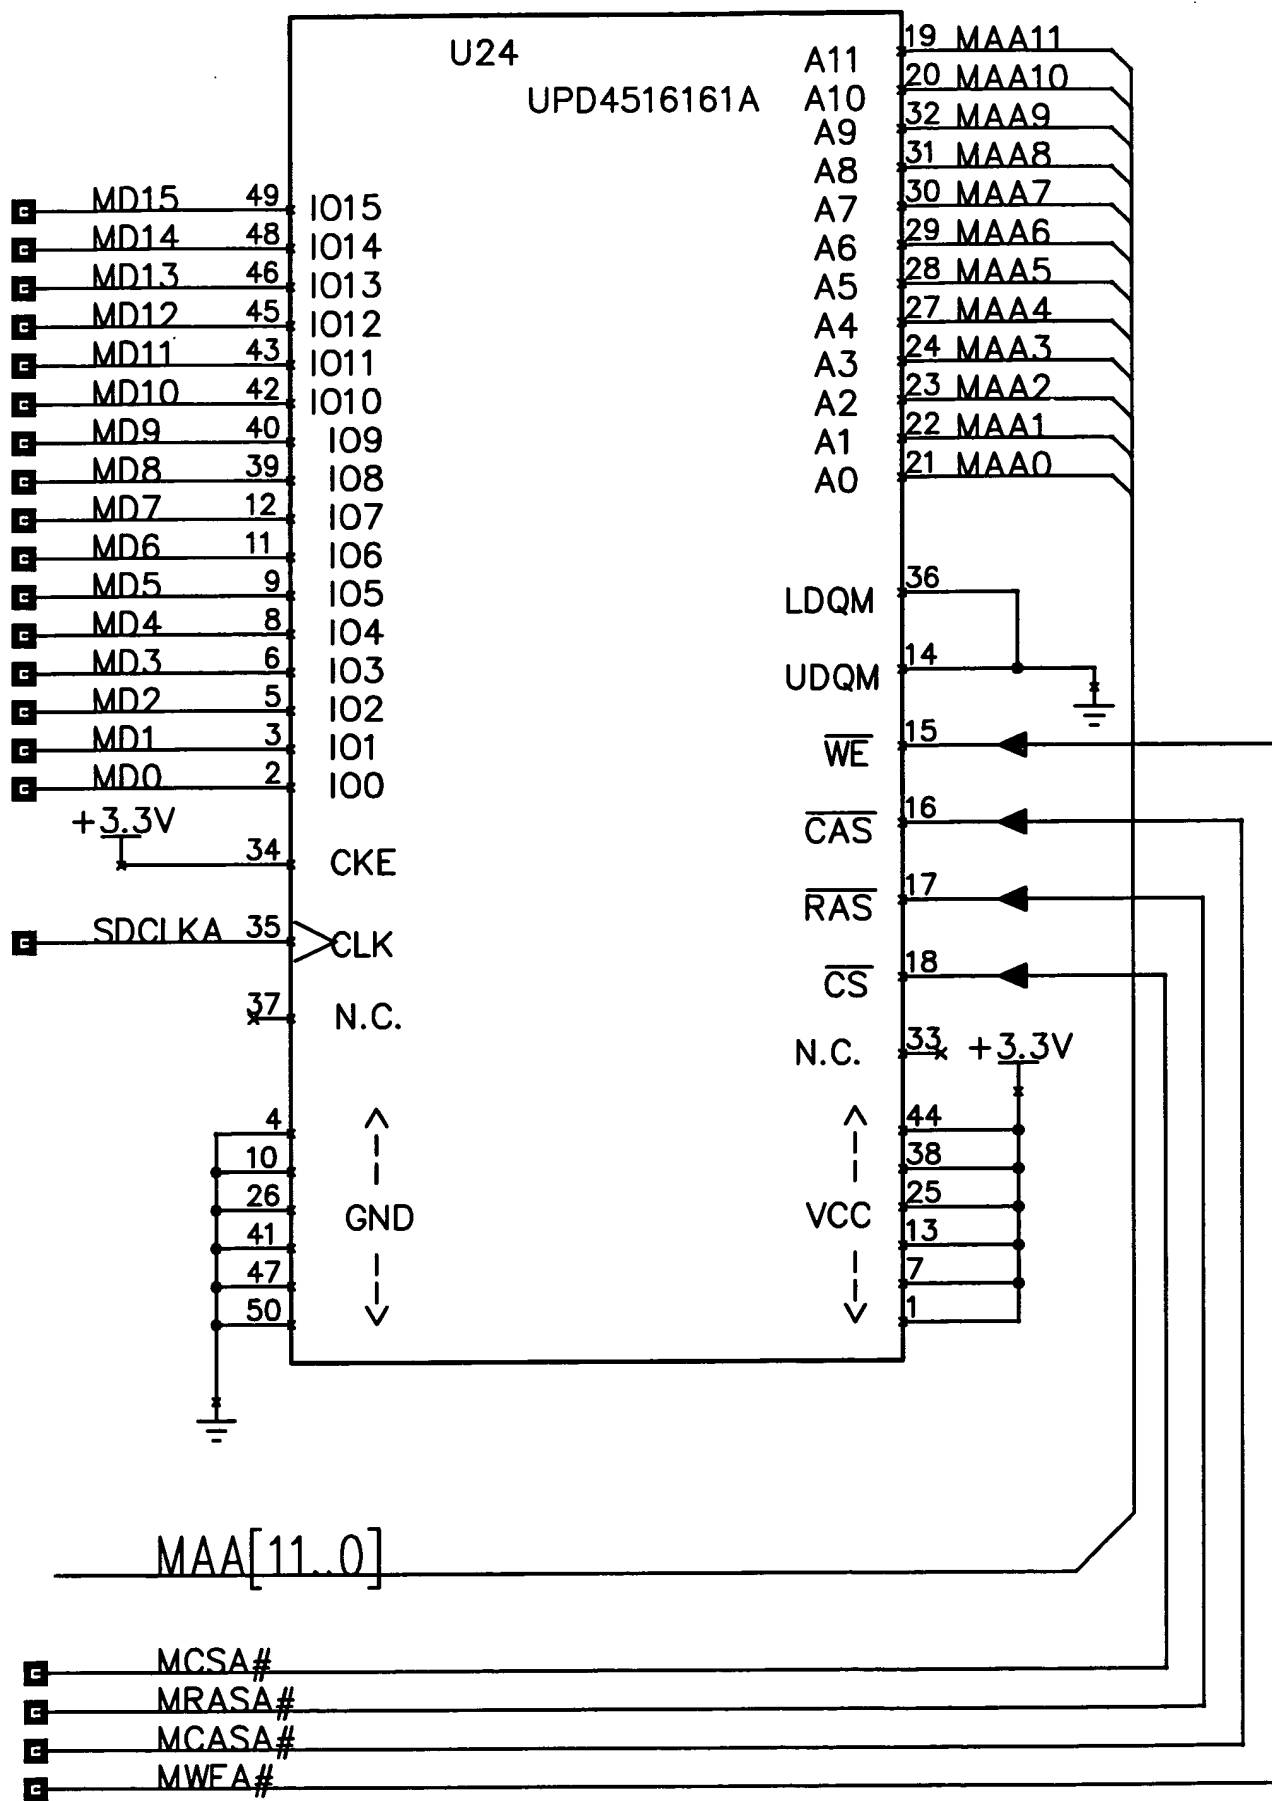 U24
UPD4516161A
A11 19 MAA11
A10 20 MAA10
A9 32 MAA9
A8 31 MAA8
A7 30 MAA7
A6 29 MAA6
A5 28 MAA5
A4 27 MAA4
A3 24 MAA3
A2 23 MAA2
A1 22 MAA1
A0 21 MAA0
MD15 49 IO15
MD14 48 IO14
MD13 46 IO13
MD12 45 IO12
MD11 43 IO11
MD10 42 IO10
MD9 40 IO9
MD8 39 IO8
MD7 12 IO7
MD6 11 IO6
MD5 9 IO5
MD4 8 IO4
MD3 6 IO3
MD2 5 IO2
MD1 3 IO1
MD0 2 IO0
+3.3V
34 CKE
SDCLKA 35 CLK
37 N.C.
LDQM 36
UDQM 14
WE 15
CAS 16
RAS 17
CS 18
N.C. 33
+3.3V
4
10
26
GND
41
47
50
44
38
25
VCC
13
7
1
MAA[11..0]
MCSA#
MRASA#
MCASA#
MWEA#